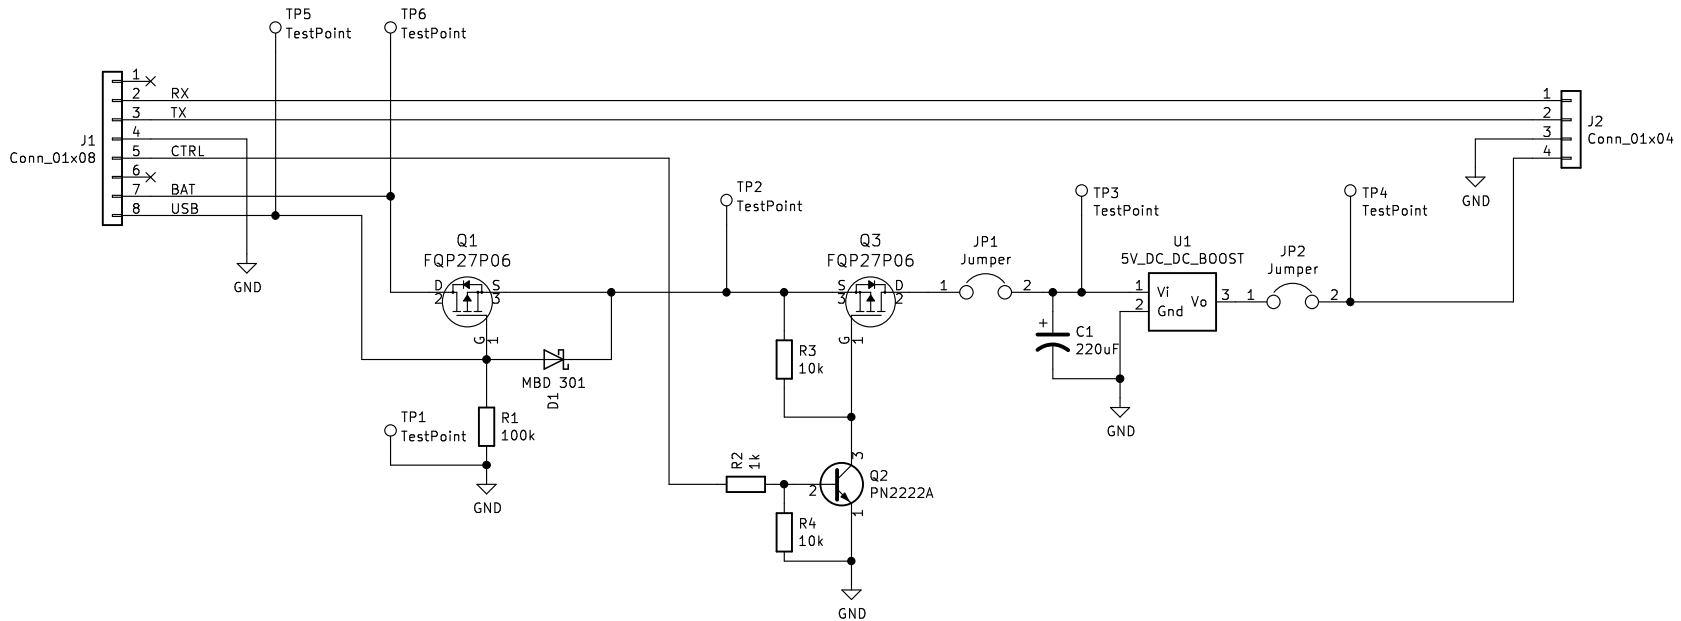 TP5
TestPoint
TP6
TestPoint
1
2 RX
3 TX
4
5 CTRL
6
7 BAT
8 USB
J1
Conn_01x08
1
2
3
4
J2
Conn_01x04
GND
GND
TP2
TestPoint
TP3
TestPoint
TP4
TestPoint
Q1
FQP27P06
D
2
S
3
G
1
Q3
FQP27P06
S
3
D
2
G
1
JP1
Jumper
1
2
U1
5V_DC_DC_BOOST
1 Vi
2 Gnd
Vo 3
JP2
Jumper
1
2
+
C1
220uF
GND
R3
10k
MBD 301
D1
TP1
TestPoint
R1
100k
GND
R2
1k
2
3
1
Q2
PN2222A
R4
10k
GND